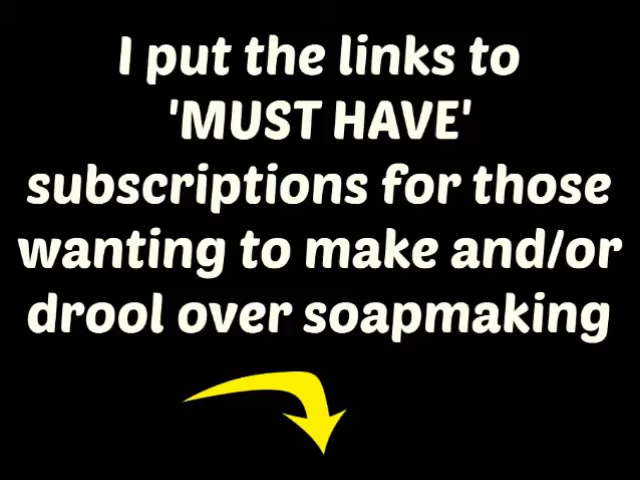 I put the links to
'MUST HAVE'
subscriptions for those
wanting to make and/or
drool over soapmaking